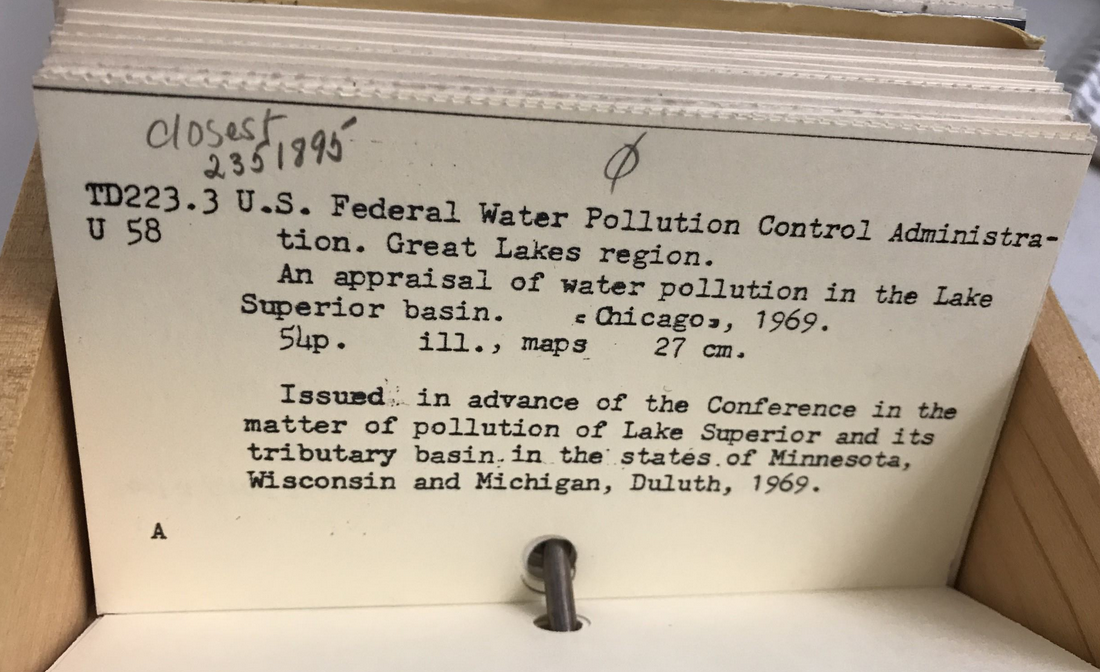 closest
2351895
ϕ
TD223.3 U.S. Federal Water Pollution Control Administra-
U 58 tion. Great Lakes region.
An appraisal of water pollution in the Lake
Superior basin. [Chicago], 1969.
54p. ill., maps 27 cm.
Issued in advance of the Conference in the
matter of pollution of Lake Superior and its
tributary basin in the states of Minnesota,
Wisconsin and Michigan, Duluth, 1969.
A